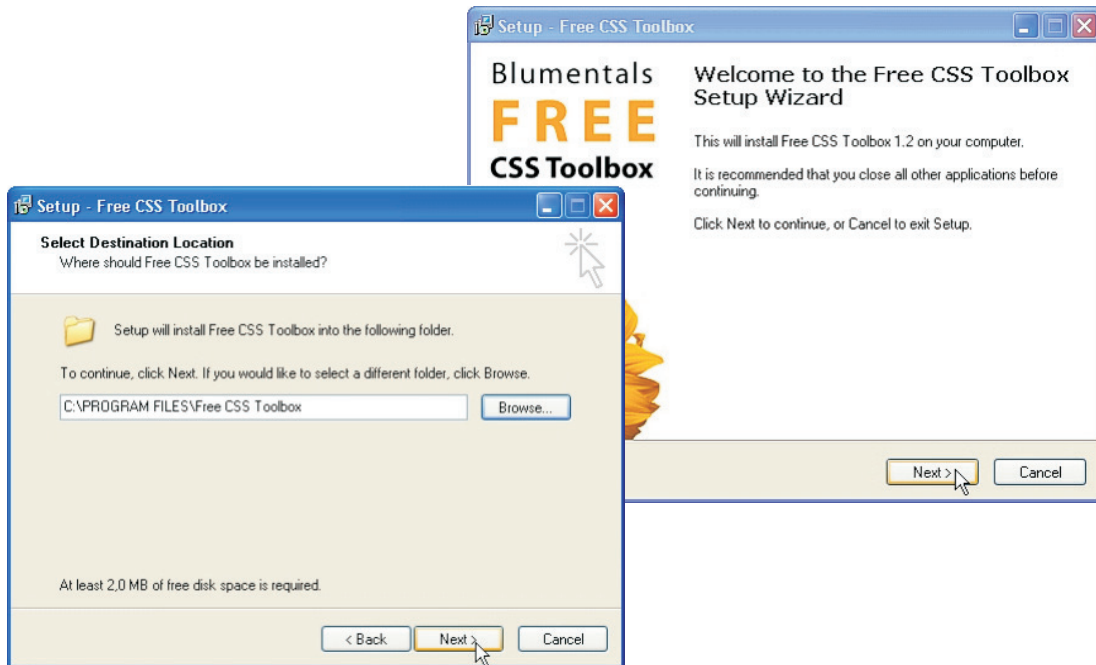 Setup - Free CSS Toolbox
Blumentals
FREE
CSS Toolbox
Welcome to the Free CSS Toolbox
Setup Wizard
This will install Free CSS Toolbox 1.2 on your computer.
It is recommended that you close all other applications before
continuing.
Click Next to continue, or Cancel to exit Setup.
Next >
Cancel
Setup - Free CSS Toolbox
Select Destination Location
Where should Free CSS Toolbox be installed?
Setup will install Free CSS Toolbox into the following folder.
To continue, click Next. If you would like to select a different folder, click Browse.
C:\PROGRAM FILES\Free CSS Toolbox
Browse...
At least 2,0 MB of free disk space is required.
< Back
Next >
Cancel